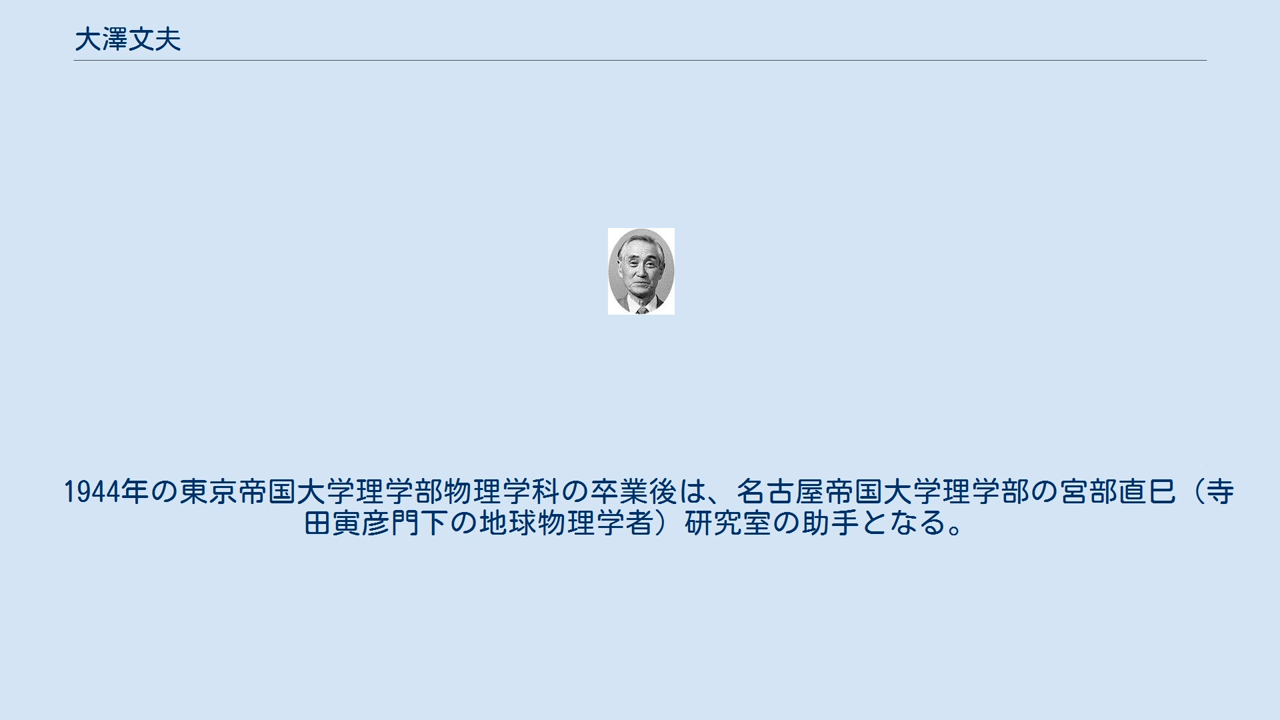 大澤文夫
1944年の東京帝国大学理学部物理学科の卒業後は、名古屋帝国大学理学部の宮部直巳（寺
田寅彦門下の地球物理学者）研究室の助手となる。